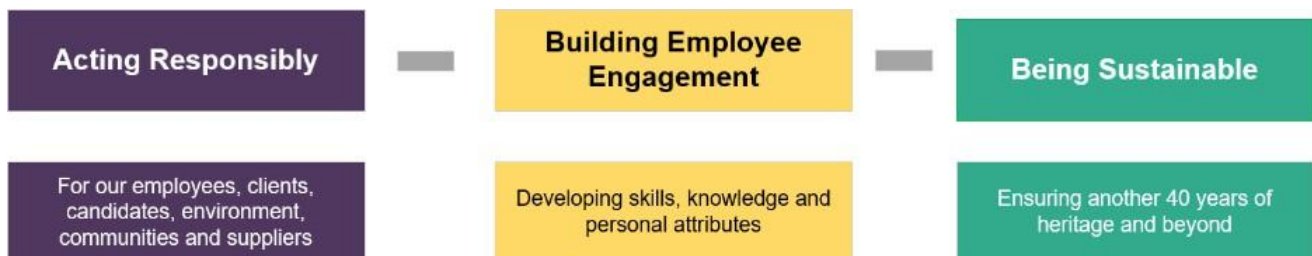 Acting Responsibly
Building Employee
Engagement
Being Sustainable
For our employees, clients,
candidates, environment,
communities and suppliers
Developing skills, knowledge and
personal attributes
Ensuring another 40 years of
heritage and beyond